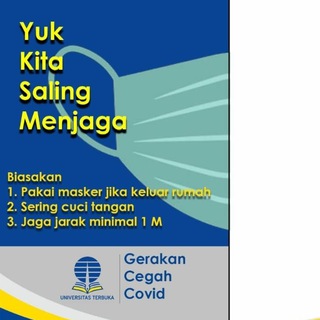 Yuk
Kita
Saling
Menjaga
Biasakan
1. Pakai masker jika keluar rumah
2. Sering cuci tangan
3. Jaga jarak minimal 1 M
UNIVERSITAS TERBUKA
Gerakan
Cegah
Covid